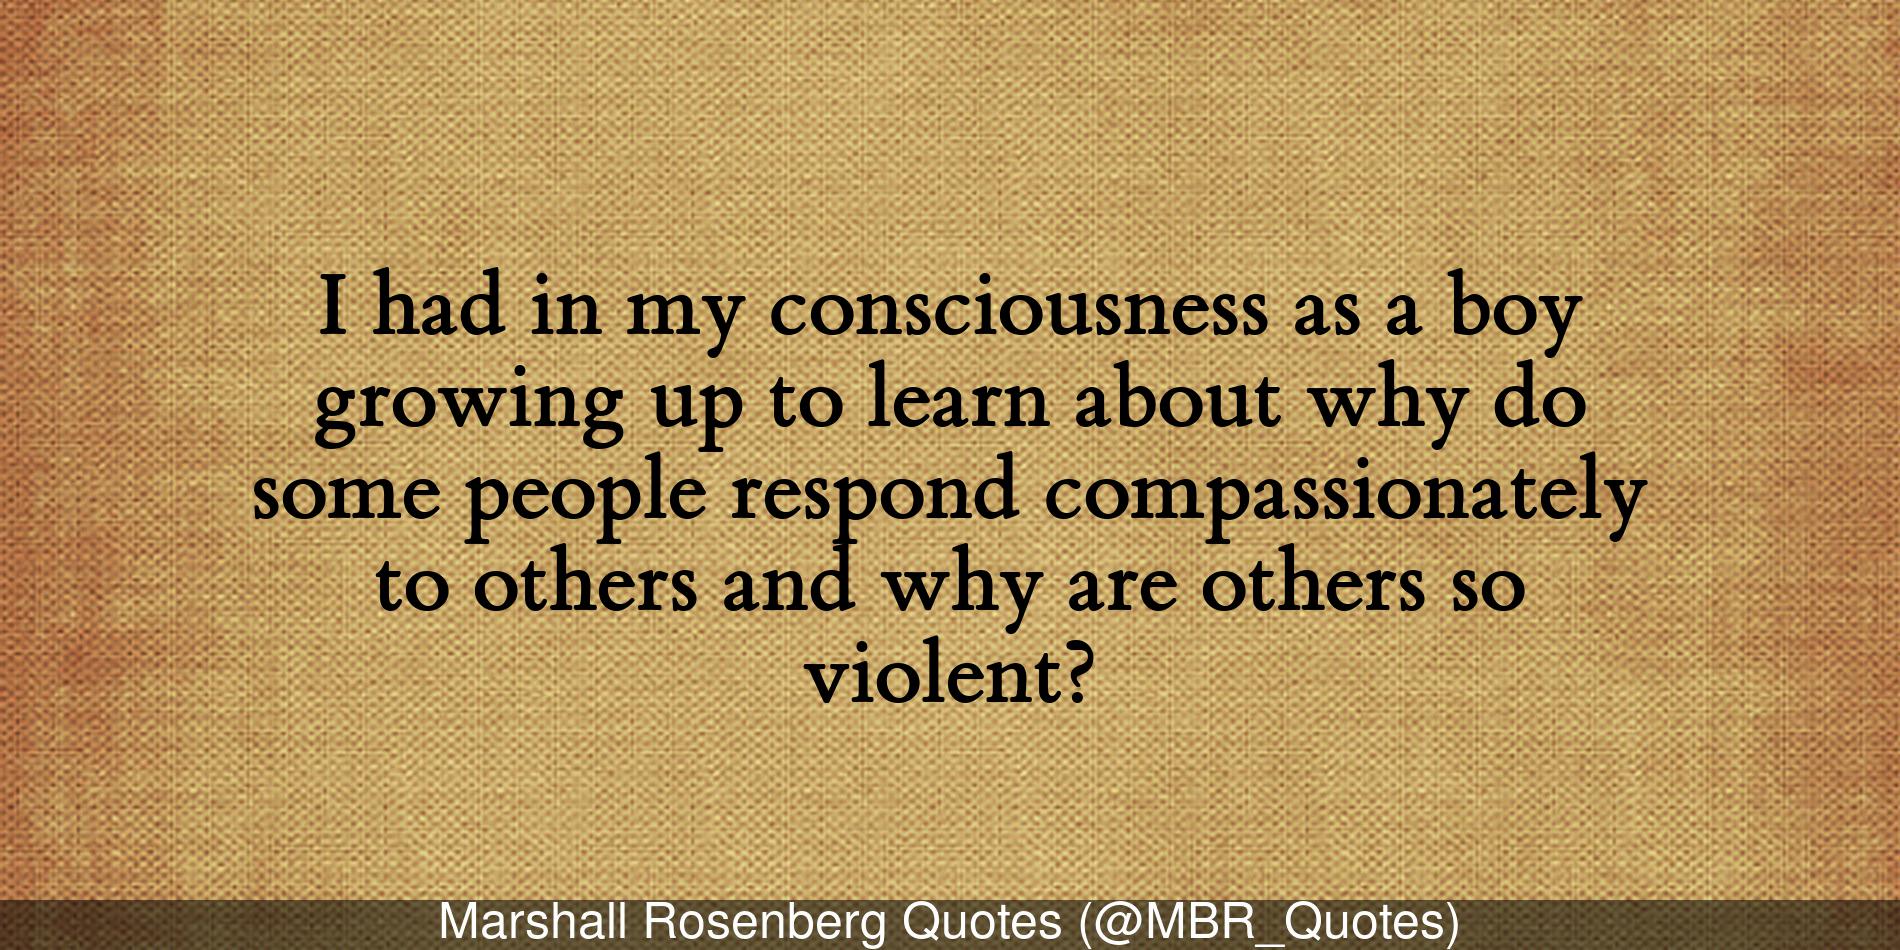 I had in my consciousness as a boy
growing up to learn about why do
some people respond compassionately
to others and why are others so
violent?
Marshall Rosenberg Quotes (@MBR_Quotes)